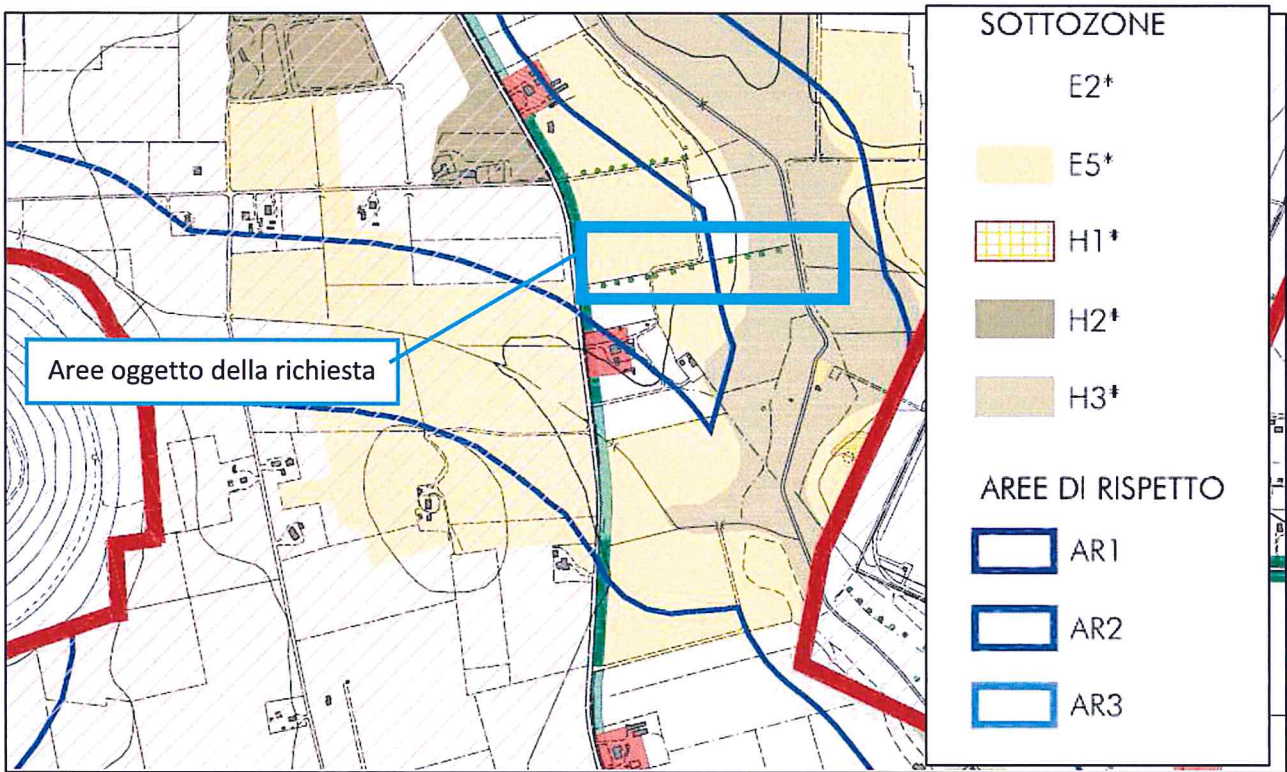 SOTTOZONE
E2*
E5*
H1*
H2*
H3*
AREE DI RISPETTO
AR1
AR2
AR3
Aree oggetto della richiesta